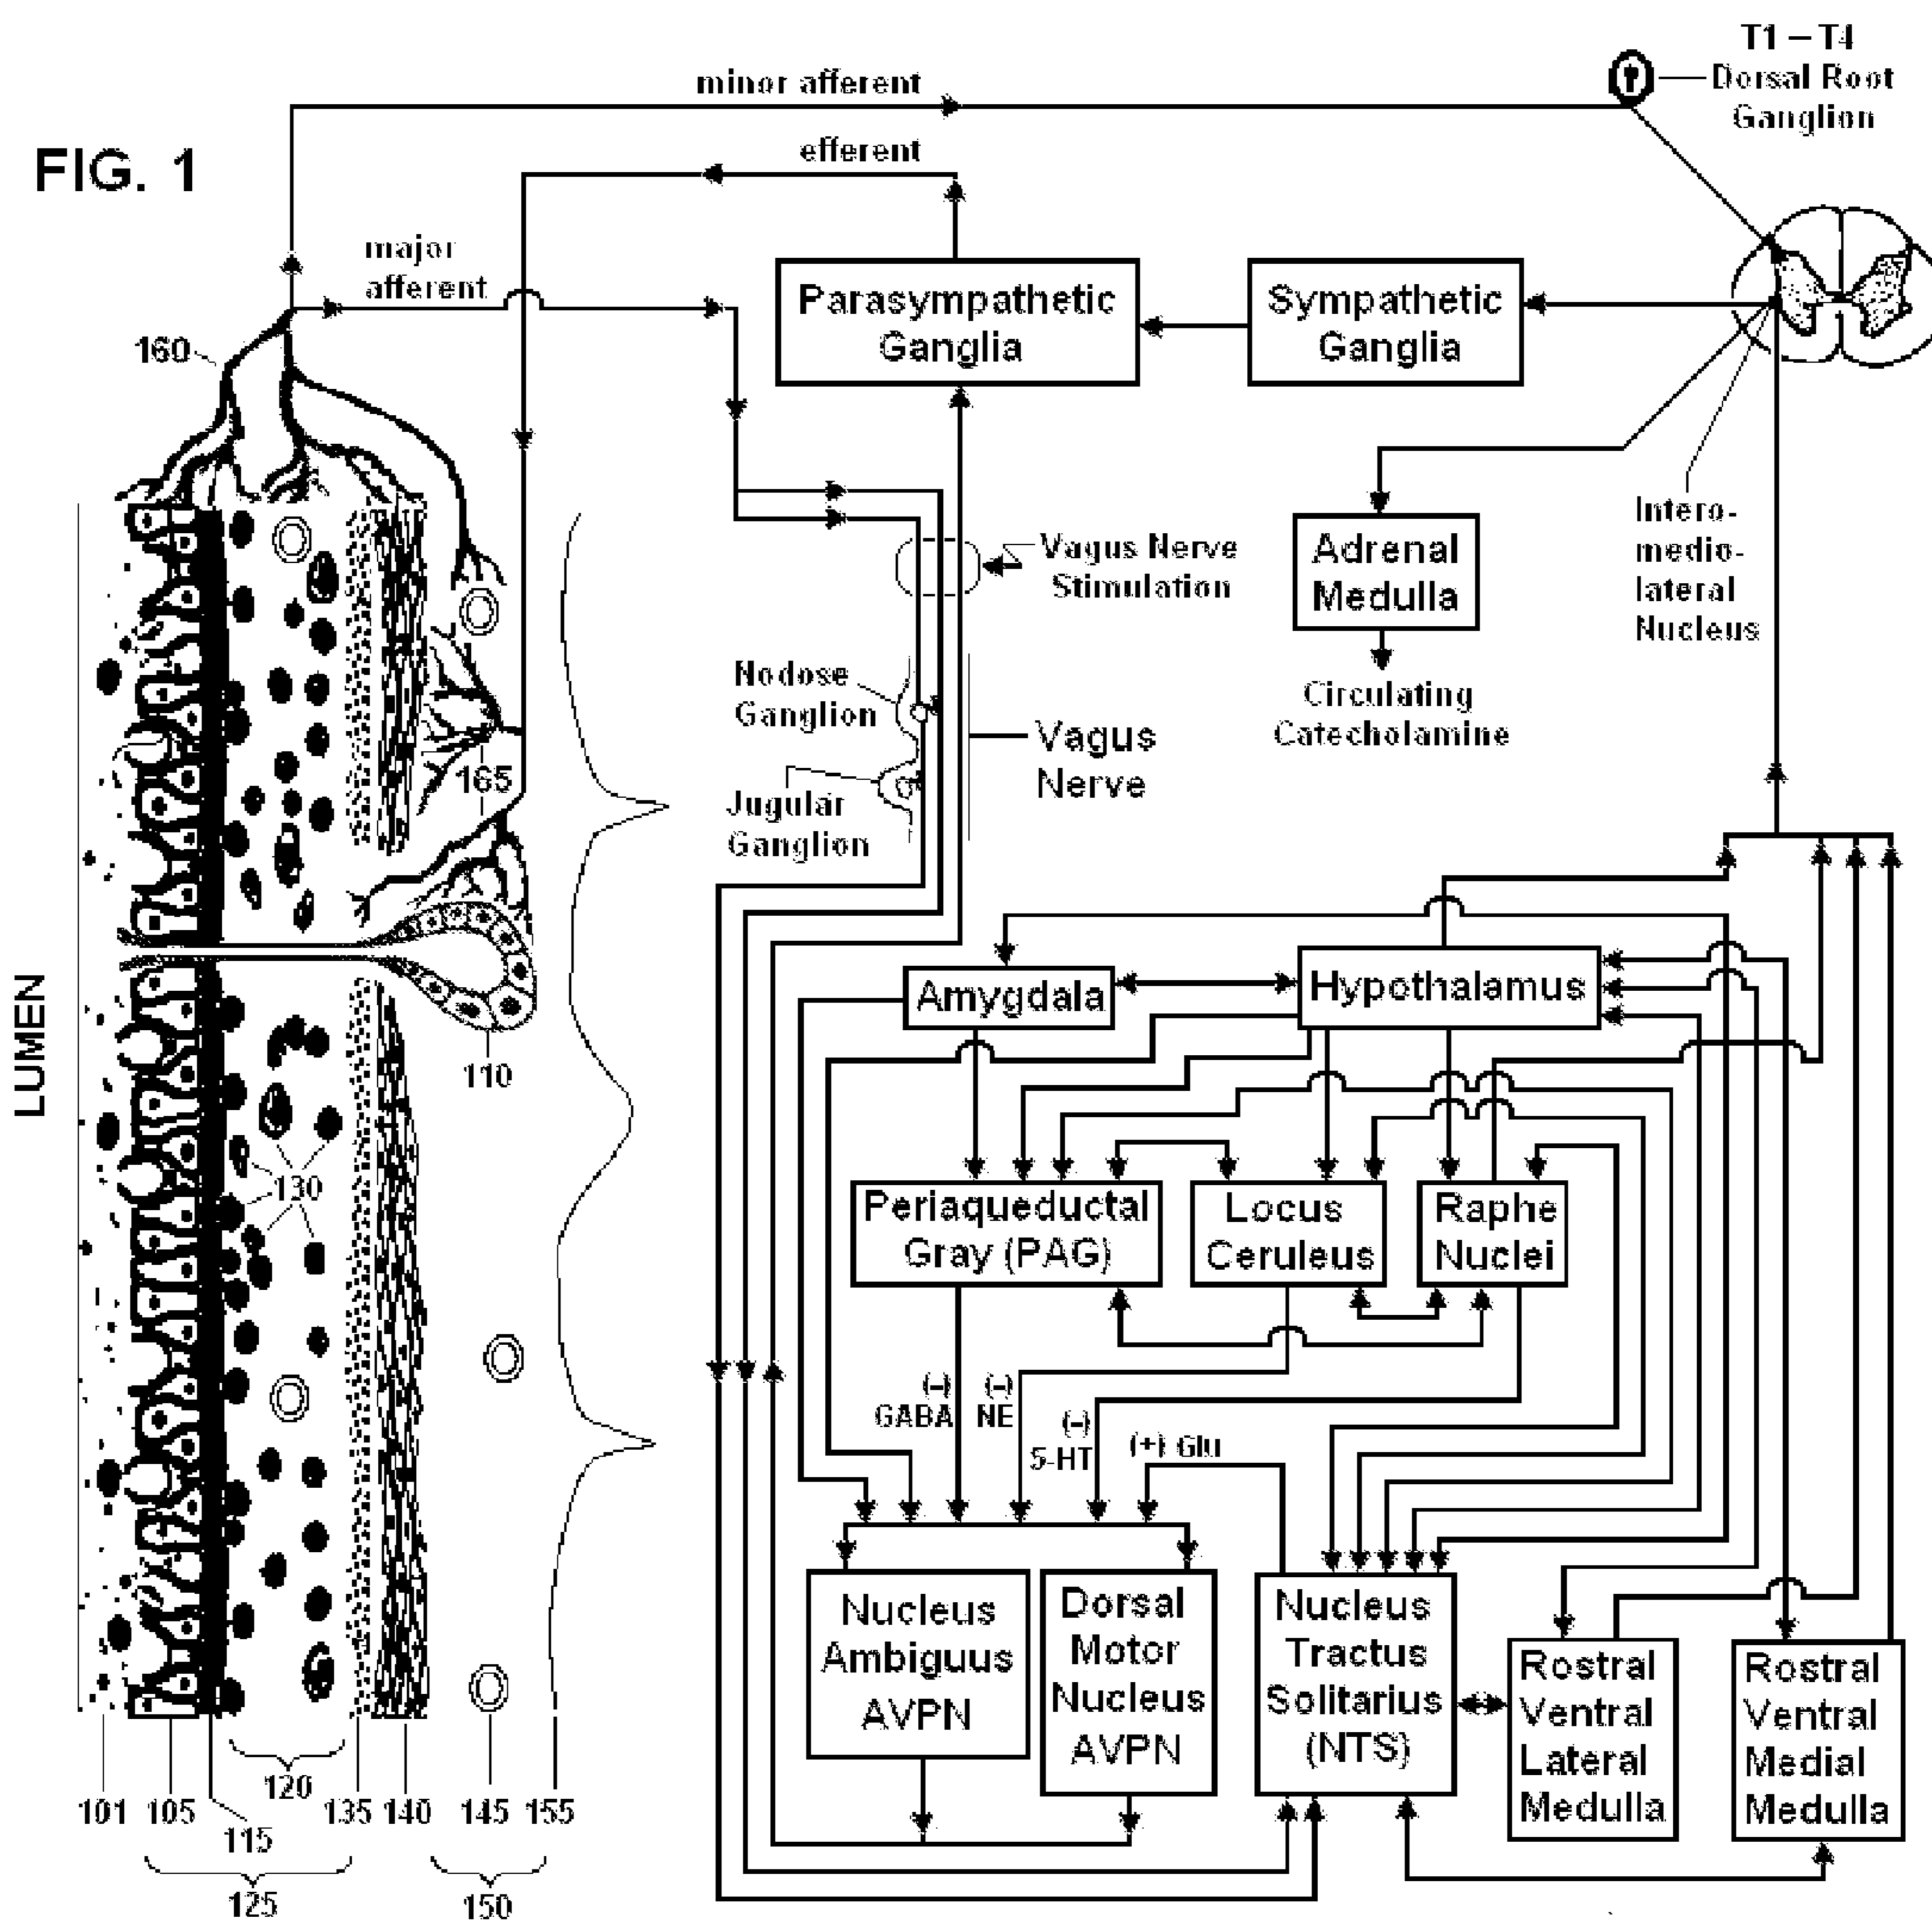 T1 – T4
Dorsal Root
Ganglion
minor afferent
FIG. 1
efferent
major
afferent
Parasympathetic
Ganglia
Sympathetic
Ganglia
160
Intero-
medio-
lateral
Nucleus
Vagus Nerve
Stimulation
Adrenal
Medulla
Circulating
Catecholamine
Nodose
Ganglion
Vagus
Nerve
165
Jugular
Ganglion
LUMEN
Amygdala
Hypothalamus
110
130
Periaqueductal
Gray (PAG)
Locus
Ceruleus
Raphe
Nuclei
(–)
GABA
(–)
NE
(–)
5-HT
(+) Glu
Nucleus
Ambiguus
AVPN
Dorsal
Motor
Nucleus
AVPN
Nucleus
Tractus
Solitarius
(NTS)
Rostral
Ventral
Lateral
Medulla
Rostral
Ventral
Medial
Medulla
120
101 105 135 140 145 155
115
125 150